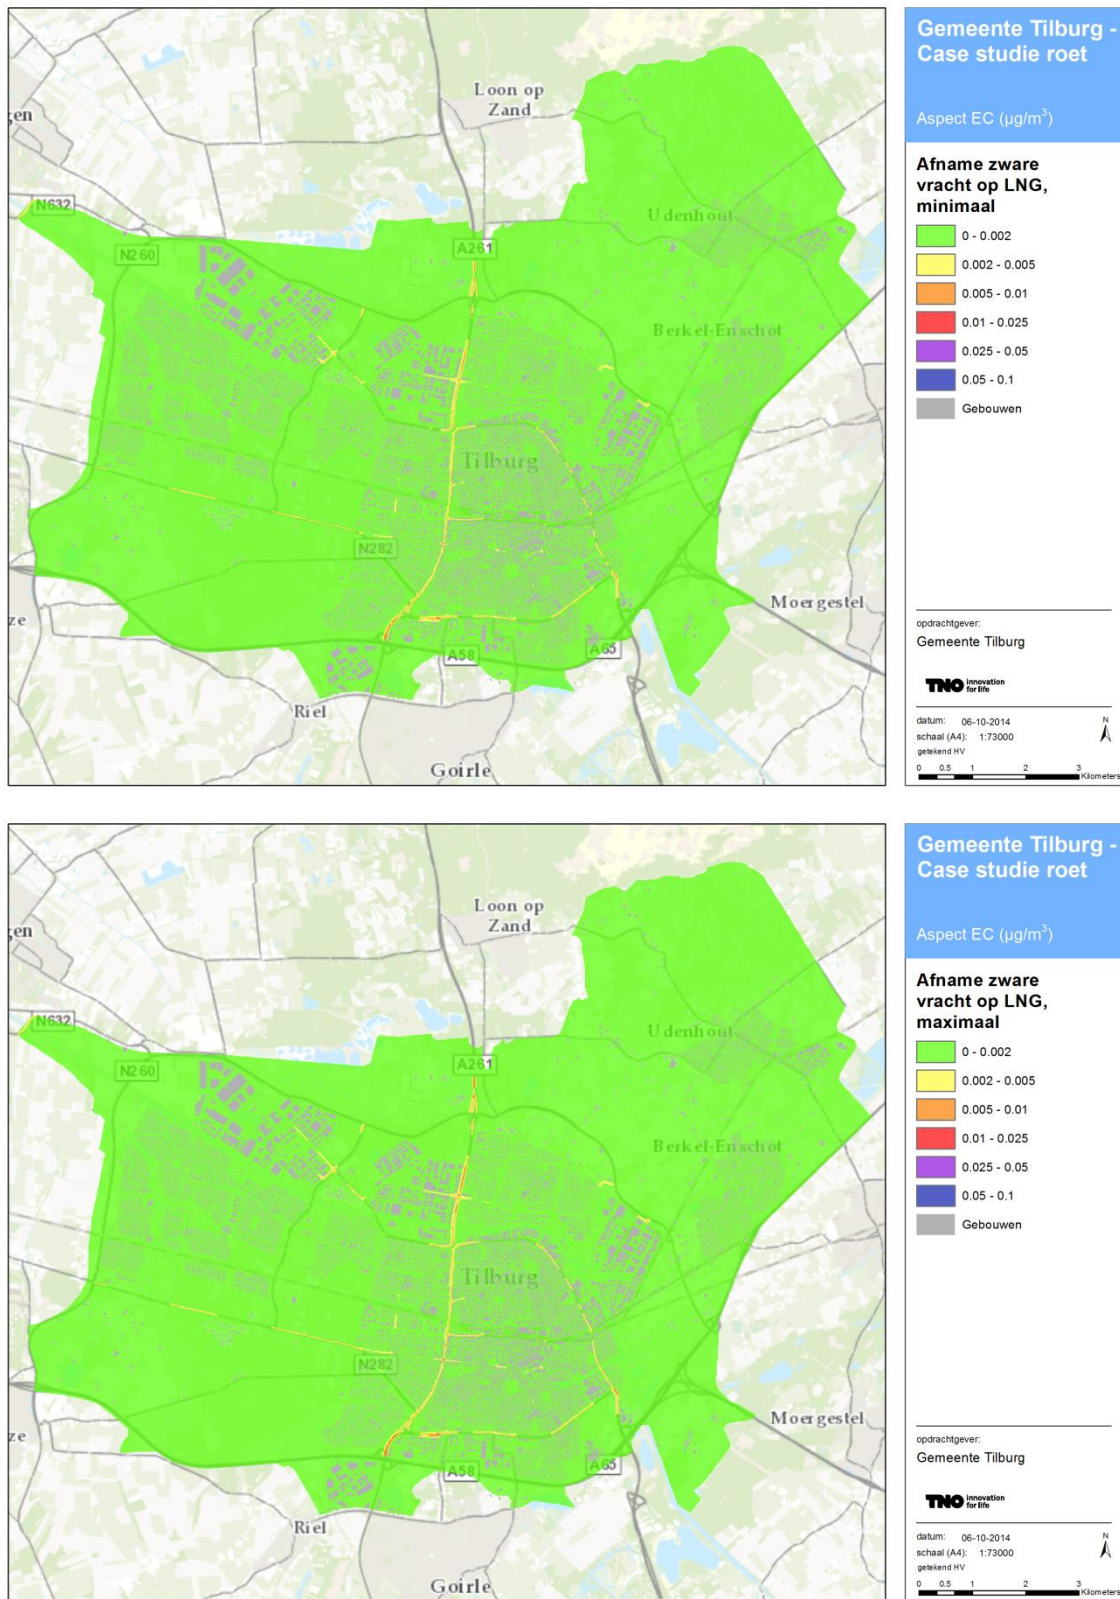 Loon op
Zand
gen
N632
Udenhout
N260
A261
Berkel-Enschot
Tilburg
N282
Moergestel
ze
A58
A65
Riel
Goirle
Gemeente Tilburg -
Case studie roet
Aspect EC (µg/m³)
Afname zware
vracht op LNG,
minimaal
0 - 0.002
0.002 - 0.005
0.005 - 0.01
0.01 - 0.025
0.025 - 0.05
0.05 - 0.1
Gebouwen
opdrachtgever:
Gemeente Tilburg
TNO innovation
for life
datum: 06-10-2014
N
schaal (A4): 1:73000
getekend HV
0 0.5 1 2 3
Kilometers
Loon op
Zand
gen
N632
Udenhout
N260
A261
Berkel-Enschot
Tilburg
N282
Moergestel
ze
A58
A65
Riel
Goirle
Gemeente Tilburg -
Case studie roet
Aspect EC (µg/m³)
Afname zware
vracht op LNG,
maximaal
0 - 0.002
0.002 - 0.005
0.005 - 0.01
0.01 - 0.025
0.025 - 0.05
0.05 - 0.1
Gebouwen
opdrachtgever:
Gemeente Tilburg
TNO innovation
for life
datum: 06-10-2014
N
schaal (A4): 1:73000
getekend HV
0 0.5 1 2 3
Kilometers